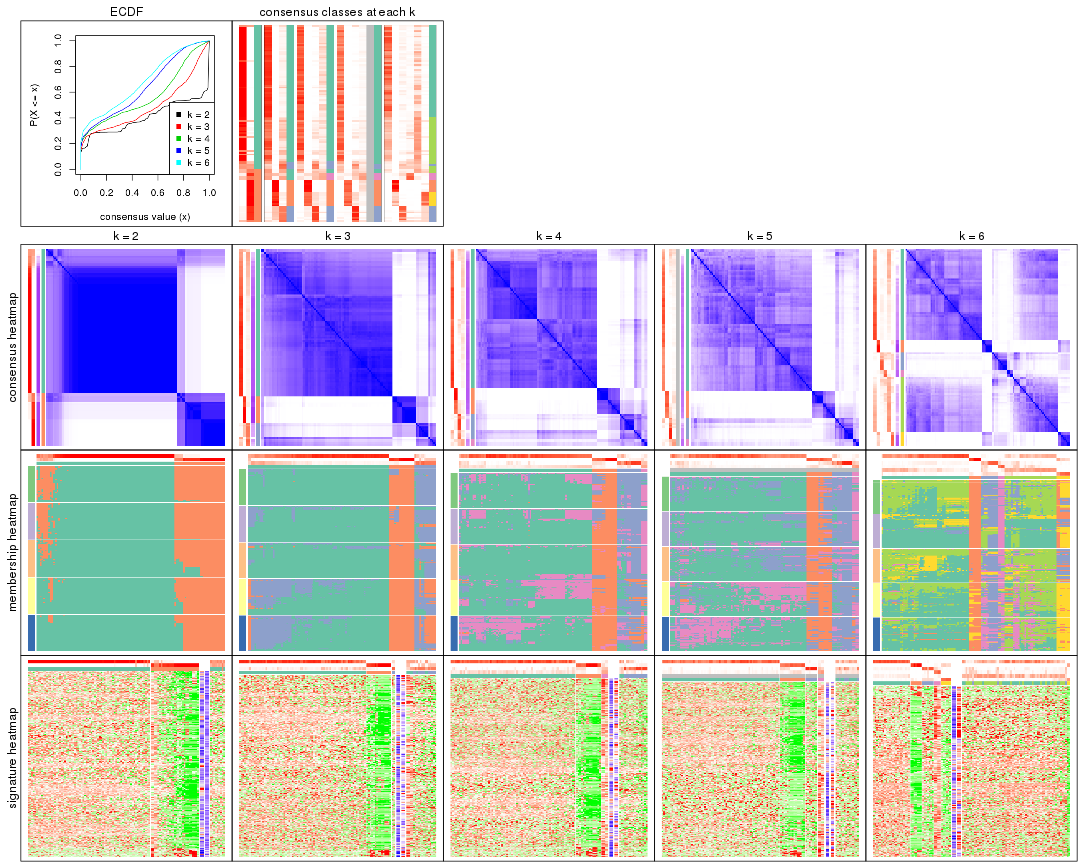 ECDF
consensus classes at each k
P(X <= x)
0.0 0.2 0.4 0.6 0.8 1.0
k = 2
k = 3
k = 4
k = 5
k = 6
0.0 0.2 0.4 0.6 0.8 1.0
consensus value (x)
k = 2
k = 3
k = 4
k = 5
k = 6
consensus heatmap
membership heatmap
signature heatmap